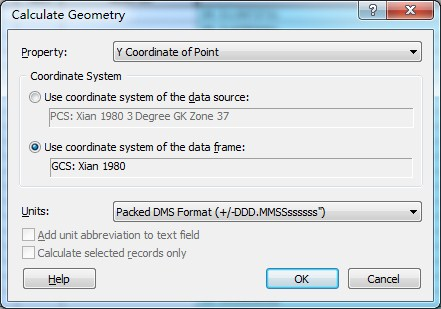 Calculate Geometry
Property: Y Coordinate of Point
Coordinate System
Use coordinate system of the data source:
PCS: Xian 1980 3 Degree GK Zone 37
Use coordinate system of the data frame:
GCS: Xian 1980
Units: Packed DMS Format (+/-DDD.MMSSssssss")
Add unit abbreviation to text field
Calculate selected records only
Help OK Cancel